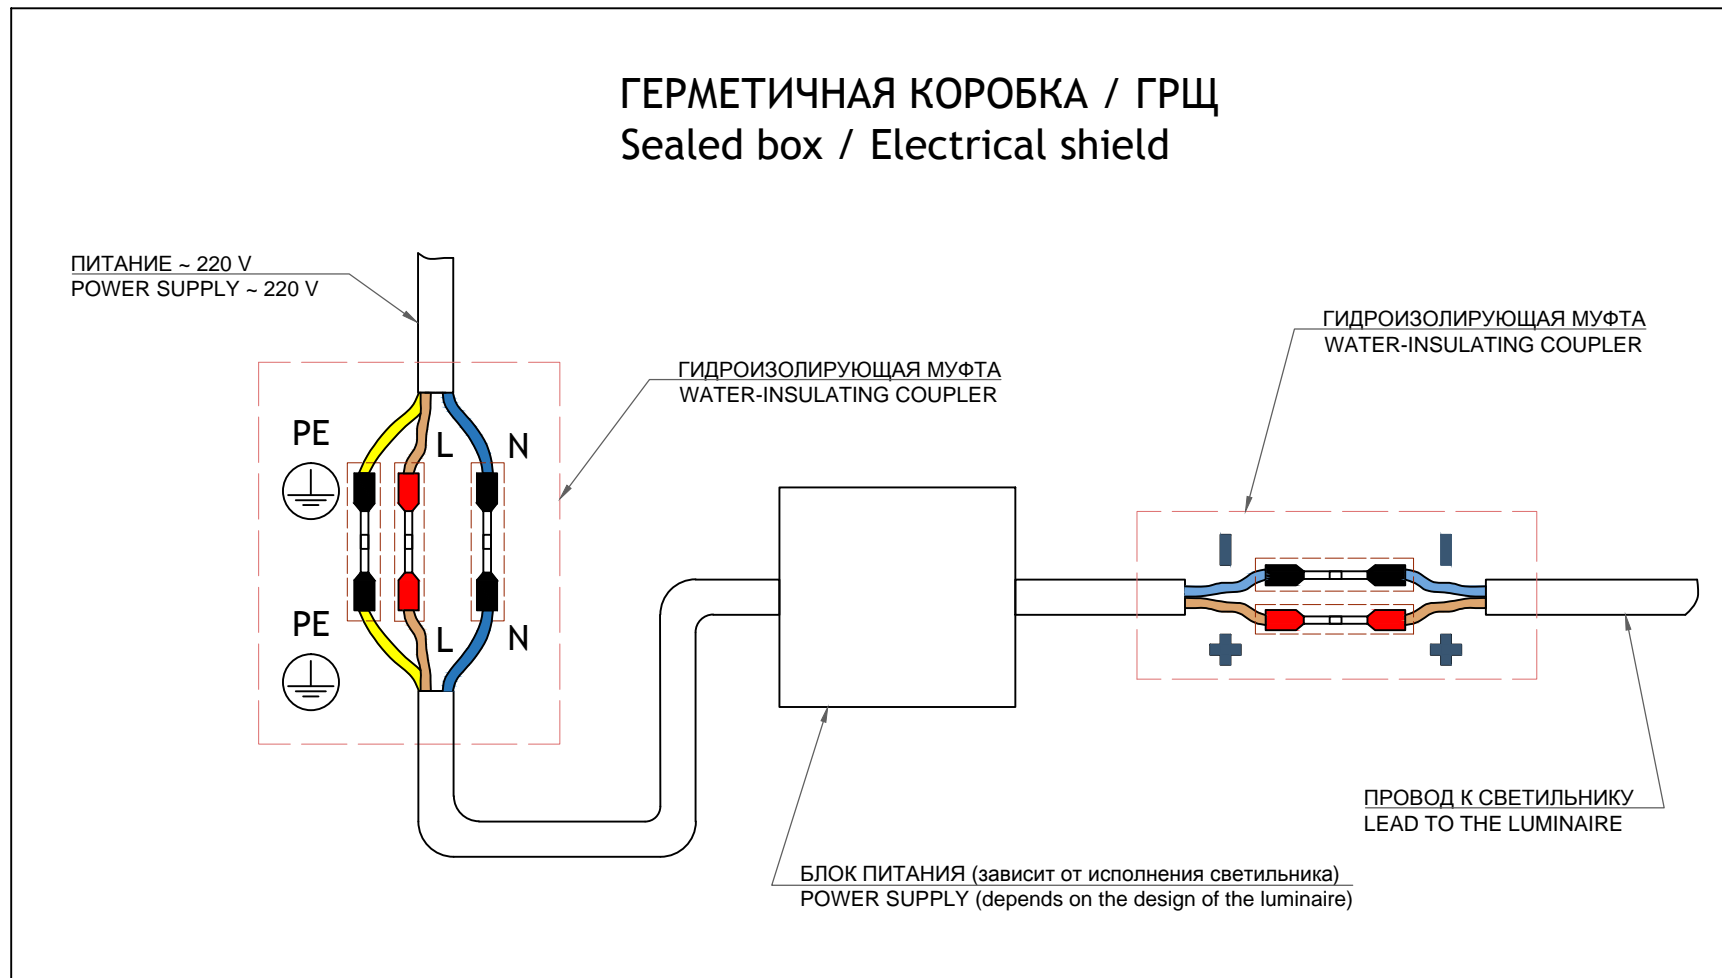 ГЕРМЕТИЧНАЯ КОРОБКА / ГРЩ
Sealed box / Electrical shield
ПИТАНИЕ ~ 220 V
POWER SUPPLY ~ 220 V
ГИДРОИЗОЛИРУЮЩАЯ МУФТА
WATER-INSULATING COUPLER
ГИДРОИЗОЛИРУЮЩАЯ МУФТА
WATER-INSULATING COUPLER
PE
L
N
PE
L
N
ПРОВОД К СВЕТИЛЬНИКУ
LEAD TO THE LUMINAIRE
БЛОК ПИТАНИЯ (зависит от исполнения светильника)
POWER SUPPLY (depends on the design of the luminaire)